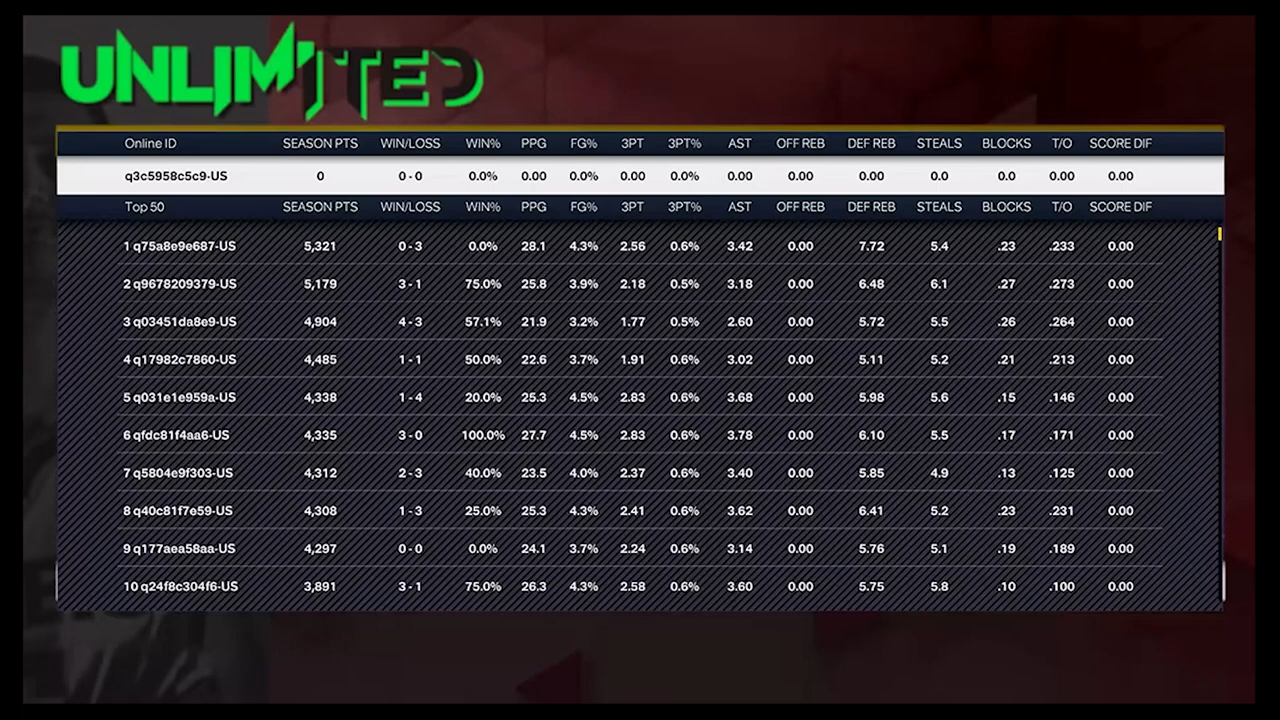 UNLIMITED
Online ID SEASON PTS WIN/LOSS WIN% PPG FG% 3PT 3PT% AST OFF REB DEF REB STEALS BLOCKS T/O SCORE DIF
q3c5958c5c9-US 0 0 - 0 0.0% 0.00 0.0% 0.00 0.0% 0.00 0.00 0.00 0.0 0.0 0.00 0.00
Top 50 SEASON PTS WIN/LOSS WIN% PPG FG% 3PT 3PT% AST OFF REB DEF REB STEALS BLOCKS T/O SCORE DIF
1 q75a8e9e687-US 5,321 0 - 3 0.0% 28.1 4.3% 2.56 0.6% 3.42 0.00 7.72 5.4 .23 .233 0.00
2 q9678209379-US 5,179 3 - 1 75.0% 25.8 3.9% 2.18 0.5% 3.18 0.00 6.48 6.1 .27 .273 0.00
3 q03451da8e9-US 4,904 4 - 3 57.1% 21.9 3.2% 1.77 0.5% 2.60 0.00 5.72 5.5 .26 .264 0.00
4 q17982c7860-US 4,485 1 - 1 50.0% 22.6 3.7% 1.91 0.6% 3.02 0.00 5.11 5.2 .21 .213 0.00
5 q031e1e959a-US 4,338 1 - 4 20.0% 25.3 4.5% 2.83 0.6% 3.68 0.00 5.98 5.6 .15 .146 0.00
6 qfdc81f4aa6-US 4,335 3 - 0 100.0% 27.7 4.5% 2.83 0.6% 3.78 0.00 6.10 5.5 .17 .171 0.00
7 q5804e9f303-US 4,312 2 - 3 40.0% 23.5 4.0% 2.37 0.6% 3.40 0.00 5.85 4.9 .13 .125 0.00
8 q40c81f7e59-US 4,308 1 - 3 25.0% 25.3 4.3% 2.41 0.6% 3.62 0.00 6.41 5.2 .23 .231 0.00
9 q177aea58aa-US 4,297 0 - 0 0.0% 24.1 3.7% 2.24 0.6% 3.14 0.00 5.76 5.1 .19 .189 0.00
10 q24f8c304f6-US 3,891 3 - 1 75.0% 26.3 4.3% 2.58 0.6% 3.60 0.00 5.75 5.8 .10 .100 0.00